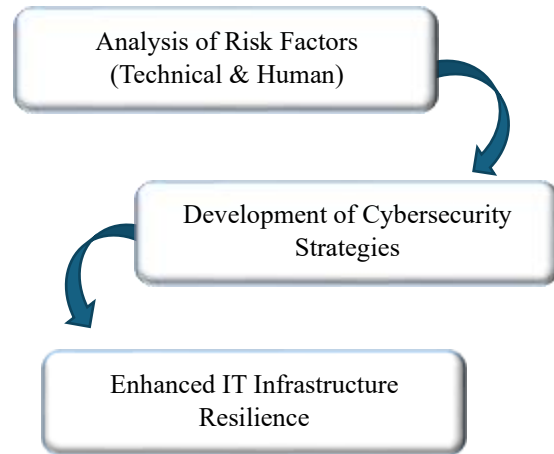 Analysis of Risk Factors
(Technical & Human)
Development of Cybersecurity
Strategies
Enhanced IT Infrastructure
Resilience